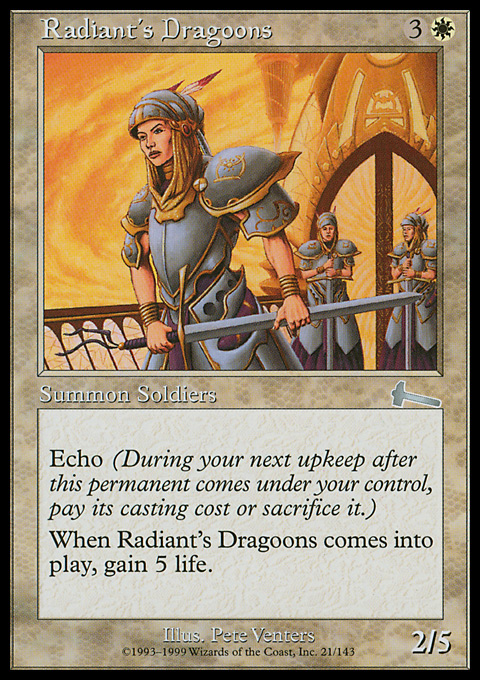 Radiant's Dragoons 3
Summon Soldiers
Echo (During your next upkeep after
this permanent comes under your control,
pay its casting cost or sacrifice it.)
When Radiant's Dragoons comes into
play, gain 5 life.
Illus. Pete Venters
©1993–1999 Wizards of the Coast, Inc. 21/143
2/5